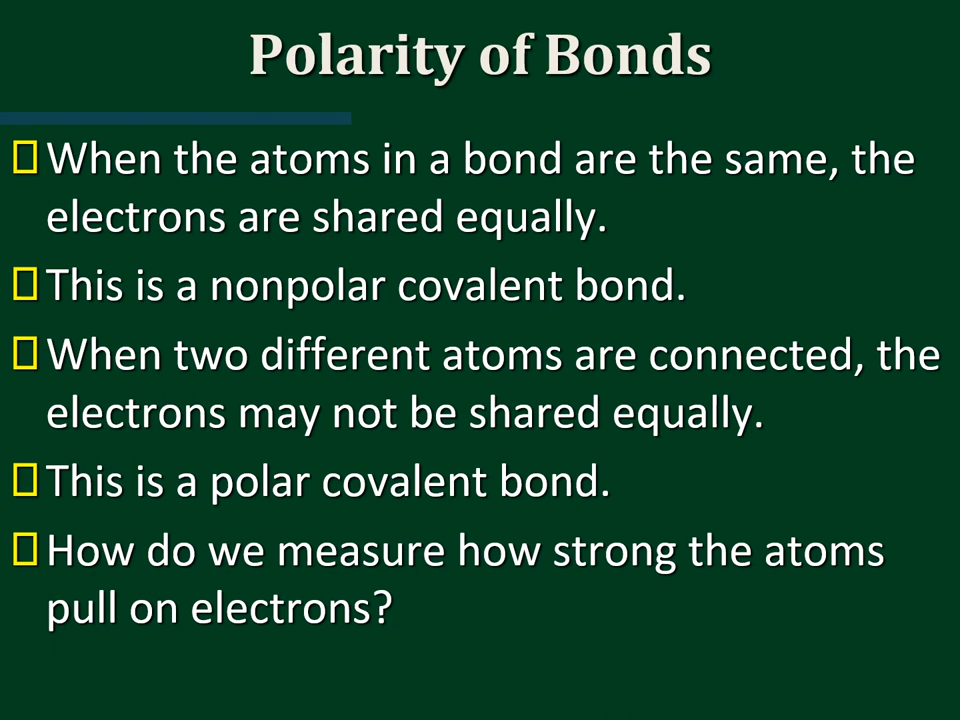 Polarity of Bonds
When the atoms in a bond are the same, the
electrons are shared equally.
This is a nonpolar covalent bond.
When two different atoms are connected, the
electrons may not be shared equally.
This is a polar covalent bond.
How do we measure how strong the atoms
pull on electrons?